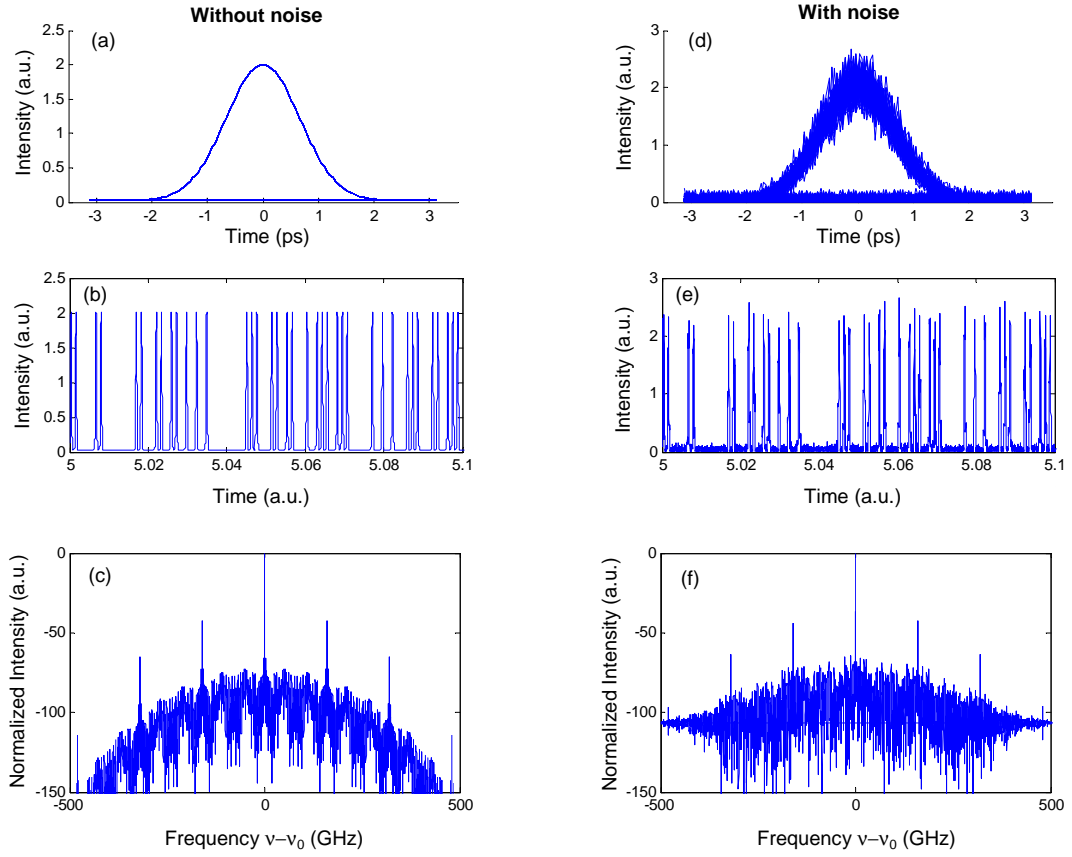 Without noise
With noise
(a)
Intensity (a.u.)
2.5
2
1.5
1
0.5
0
-3 -2 -1 0 1 2 3
Time (ps)
(d)
Intensity (a.u.)
3
2
1
0
-3 -2 -1 0 1 2 3
Time (ps)
(b)
Intensity (a.u.)
2.5
2
1.5
1
0.5
0
5 5.02 5.04 5.06 5.08 5.1
Time (a.u.)
(e)
Intensity (a.u.)
3
2
1
0
5 5.02 5.04 5.06 5.08 5.1
Time (a.u.)
(c)
Normalized Intensity (a.u.)
0
-50
-100
-150
-500 0 500
Frequency ν−ν0 (GHz)
(f)
Normalized Intensity (a.u.)
0
-50
-100
-150
-500 0 500
Frequency ν−ν0 (GHz)